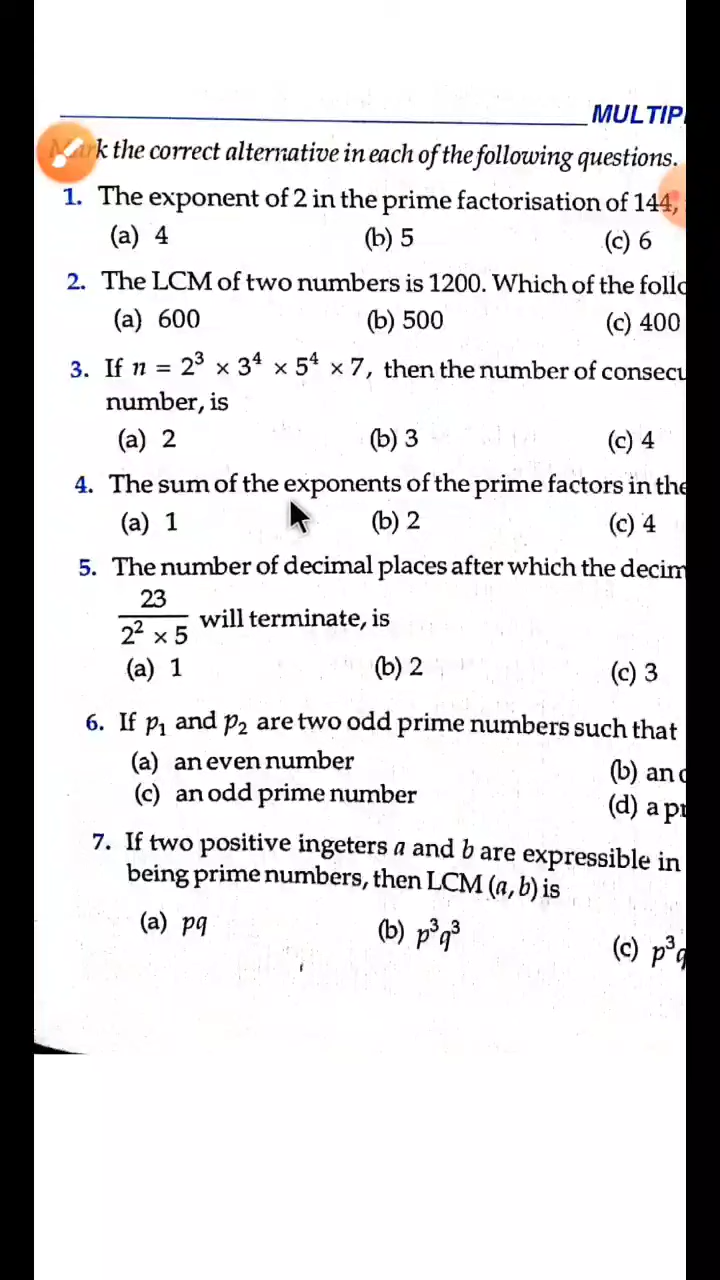 MULTIP
Mark the correct alternative in each of the following questions.
1. The exponent of 2 in the prime factorisation of 144,
(a) 4 (b) 5 (c) 6
2. The LCM of two numbers is 1200. Which of the follo
(a) 600 (b) 500 (c) 400
3. If n = 2³ × 3⁴ × 5⁴ × 7, then the number of consecu
number, is
(a) 2 (b) 3 (c) 4
4. The sum of the exponents of the prime factors in the
(a) 1 (b) 2 (c) 4
5. The number of decimal places after which the decim
23
2² × 5
will terminate, is
(a) 1 (b) 2 (c) 3
6. If p₁ and p₂ are two odd prime numbers such that
(a) an even number (b) an o
(c) an odd prime number (d) a pr
7. If two positive ingeters a and b are expressible in
being prime numbers, then LCM (a, b) is
(a) pq (b) p³q³ (c) p³q